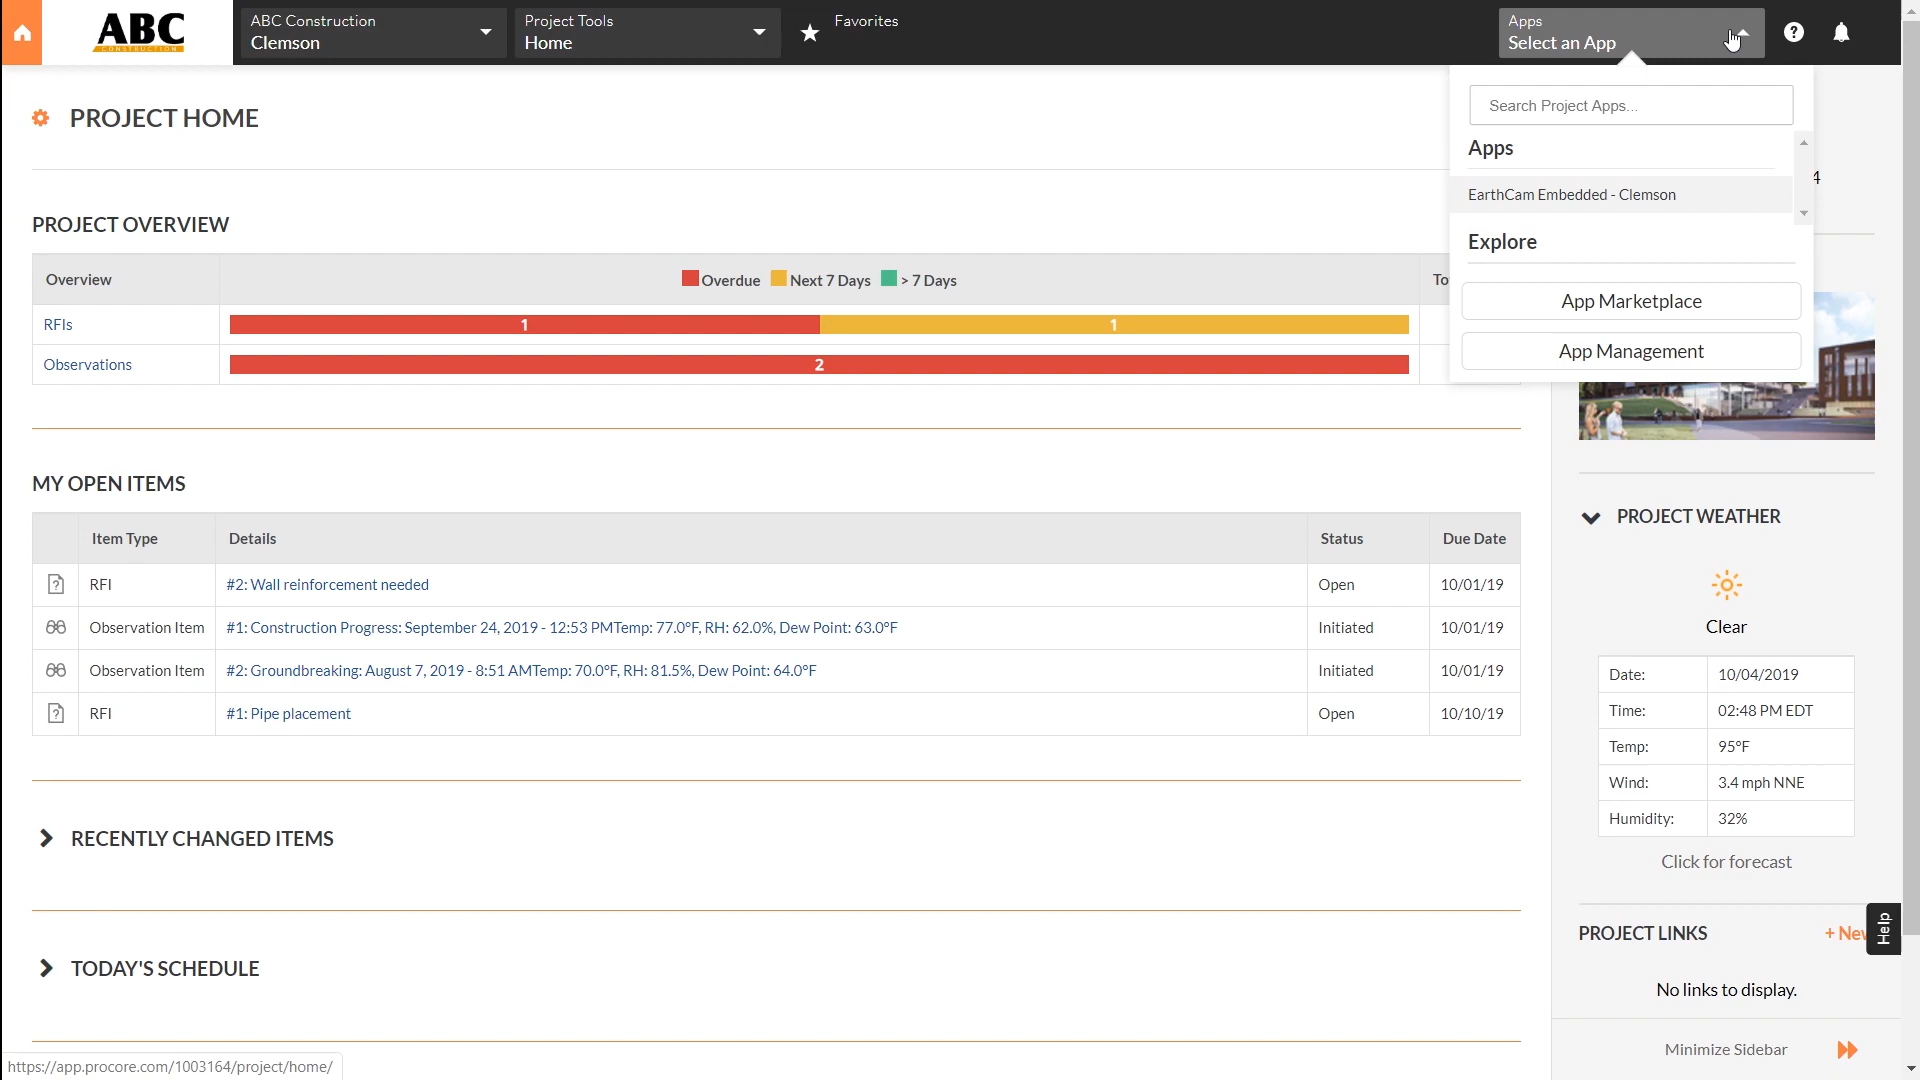 ABC
CONSTRUCTION
ABC Construction
Clemson
Project Tools
Home
Favorites
Apps
Select an App
?
Search Project Apps...
Apps
EarthCam Embedded - Clemson
Explore
App Marketplace
App Management
4
PROJECT HOME
PROJECT OVERVIEW
Overview
Overdue Next 7 Days > 7 Days
To
RFIs 1 1
Observations 2
MY OPEN ITEMS
Item Type Details Status Due Date
RFI #2: Wall reinforcement needed Open 10/01/19
Observation Item #1: Construction Progress: September 24, 2019 - 12:53 PMTemp: 77.0°F, RH: 62.0%, Dew Point: 63.0°F Initiated 10/01/19
Observation Item #2: Groundbreaking: August 7, 2019 - 8:51 AMTemp: 70.0°F, RH: 81.5%, Dew Point: 64.0°F Initiated 10/01/19
RFI #1: Pipe placement Open 10/10/19
RECENTLY CHANGED ITEMS
TODAY'S SCHEDULE
PROJECT WEATHER
Clear
Date: 10/04/2019
Time: 02:48 PM EDT
Temp: 95°F
Wind: 3.4 mph NNE
Humidity: 32%
Click for forecast
PROJECT LINKS
+ New
Help
No links to display.
Minimize Sidebar
https://app.procore.com/1003164/project/home/